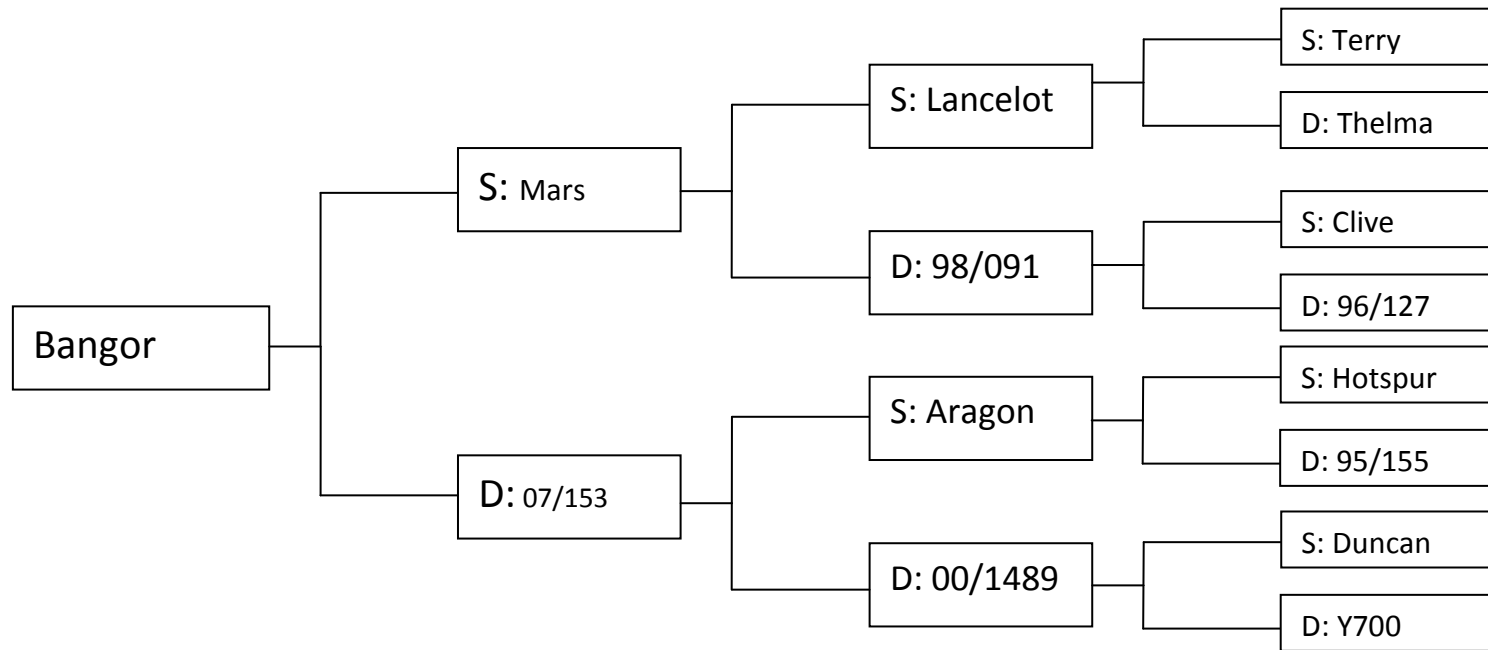 Bangor
S: Mars
D: 07/153
S: Lancelot
D: 98/091
S: Aragon
D: 00/1489
S: Terry
D: Thelma
S: Clive
D: 96/127
S: Hotspur
D: 95/155
S: Duncan
D: Y700